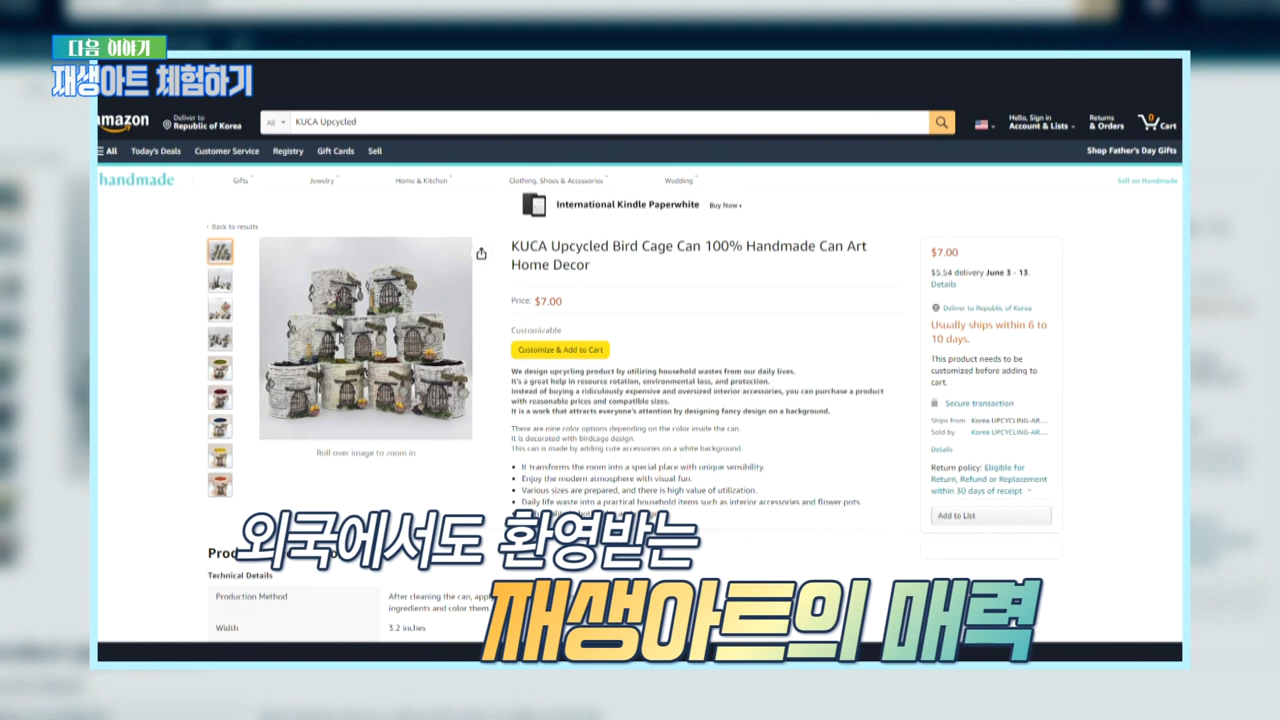 다음 이야기
재생아트 체험하기
amazon
Deliver to
Republic of Korea
All
KUCA Upcycled
Hello, Sign in
Account & Lists
Returns
& Orders
0
Cart
All
Today's Deals
Customer Service
Registry
Gift Cards
Sell
Shop Father's Day Gifts
handmade
Gifts
Jewelry
Home & Kitchen
Clothing, Shoes & Accessories
Wedding
Sell on Handmade
International Kindle Paperwhite
Buy Now
‹ Back to results
KUCA Upcycled Bird Cage Can 100% Handmade Can Art
Home Decor
Price: $7.00
Customizable
Customize & Add to Cart
We design upcycling product by utilizing household wastes from our daily lives.
It's a great help in resource rotation, environmental loss, and protection.
Instead of buying a ridiculously expensive and oversized interior accessories, you can purchase a product
with reasonable prices and compatible sizes.
It is a work that attracts everyone's attention by designing fancy design on a background.
There are nine color options depending on the color inside the can.
It is decorated with birdcage design.
This can is made by adding cute accessories on a white background.
• It transforms the room into a special place with unique sensibility.
• Enjoy the modern atmosphere with visual fun.
• Various sizes are prepared, and there is high value of utilization.
• Daily life waste into a practical household items such as interior accessories and flower pots.
Roll over image to zoom in
$7.00
$5.54 delivery June 3 - 13.
Details
Deliver to Republic of Korea
Usually ships within 6 to
10 days.
This product needs to be
customized before adding to
cart.
Secure transaction
Ships from Korea UPCYCLING-AR...
Sold by Korea UPCYCLING-AR...
Details
Return policy: Eligible for
Return, Refund or Replacement
within 30 days of receipt
Add to List
외국에서도 환영받는
재생아트의 매력
Technical Details
Production Method
After cleaning the can,
ingredients and color them
Width
3.2 inches